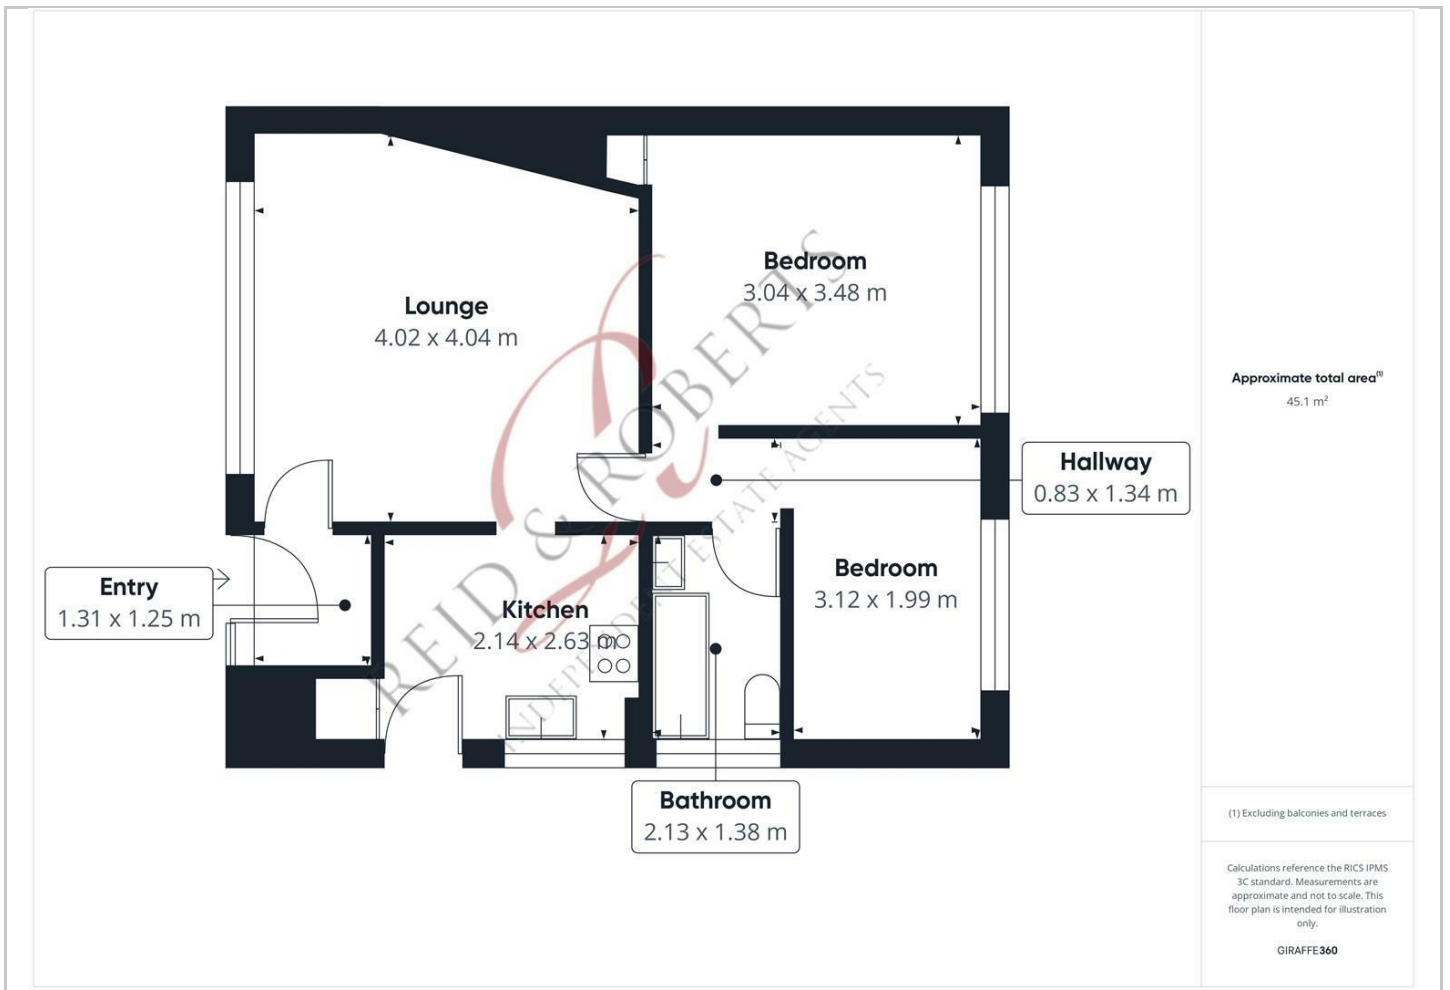 Lounge
4.02 x 4.04 m
Bedroom
3.04 x 3.48 m
Hallway
0.83 x 1.34 m
Entry
1.31 x 1.25 m
Kitchen
2.14 x 2.63 m
Bedroom
3.12 x 1.99 m
Bathroom
2.13 x 1.38 m
REID & ROBERTS
INDEPENDENT ESTATE AGENTS
Approximate total area(1)
45.1 m²
(1) Excluding balconies and terraces
Calculations reference the RICS IPMS
3C standard. Measurements are
approximate and not to scale. This
floor plan is intended for illustration
only.
GIRAFFE360